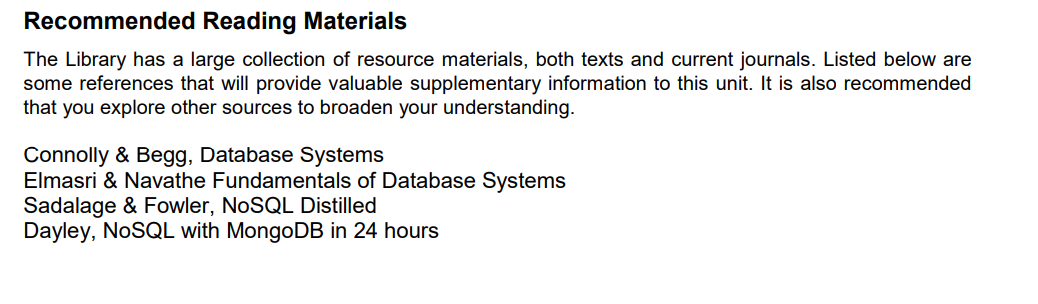 Recommended Reading Materials
The Library has a large collection of resource materials, both texts and current journals. Listed below are
some references that will provide valuable supplementary information to this unit. It is also recommended
that you explore other sources to broaden your understanding.
Connolly & Begg, Database Systems
Elmasri & Navathe Fundamentals of Database Systems
Sadalage & Fowler, NoSQL Distilled
Dayley, NoSQL with MongoDB in 24 hours